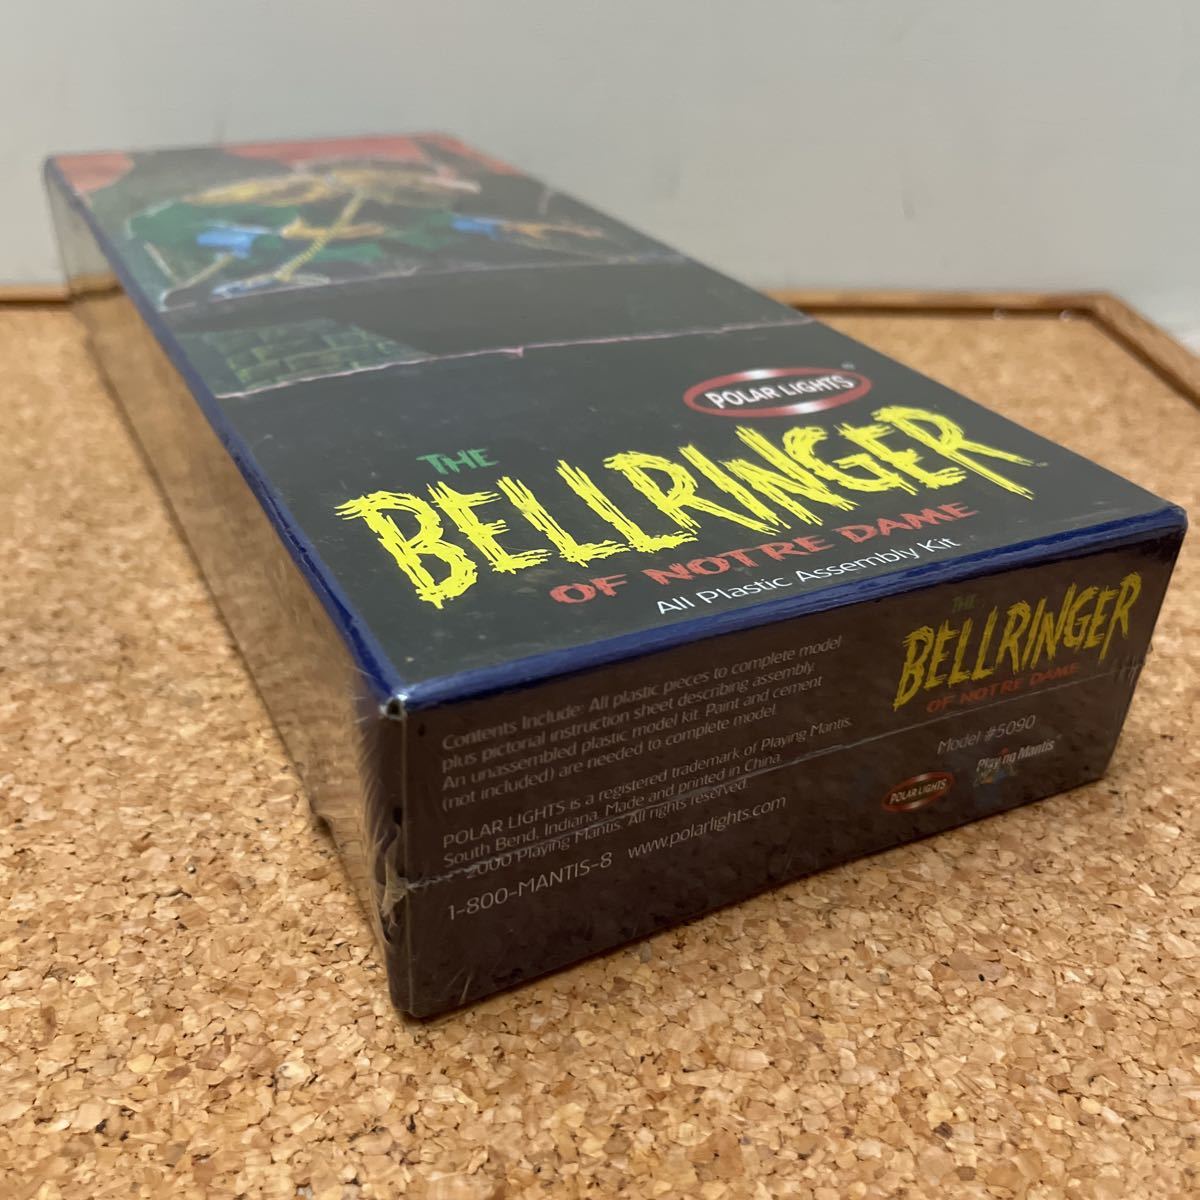 POLAR LIGHTS
THE
BELLRINGER
OF NOTRE DAME
All Plastic Assembly Kit
Contents Include: All plastic pieces to complete model
plus pictorial instruction sheet describing assembly.
An unassembled plastic model kit. Paint and cement
(not included) are needed to complete model.
POLAR LIGHTS is a registered trademark of Playing Mantis.
South Bend, Indiana. Made and printed in China.
2000 Playing Mantis. All rights reserved.
1-800-MANTIS-8 www.polarlights.com
THE
BELLRINGER
OF NOTRE DAME
Model #5090
POLAR LIGHTS
Playing Mantis